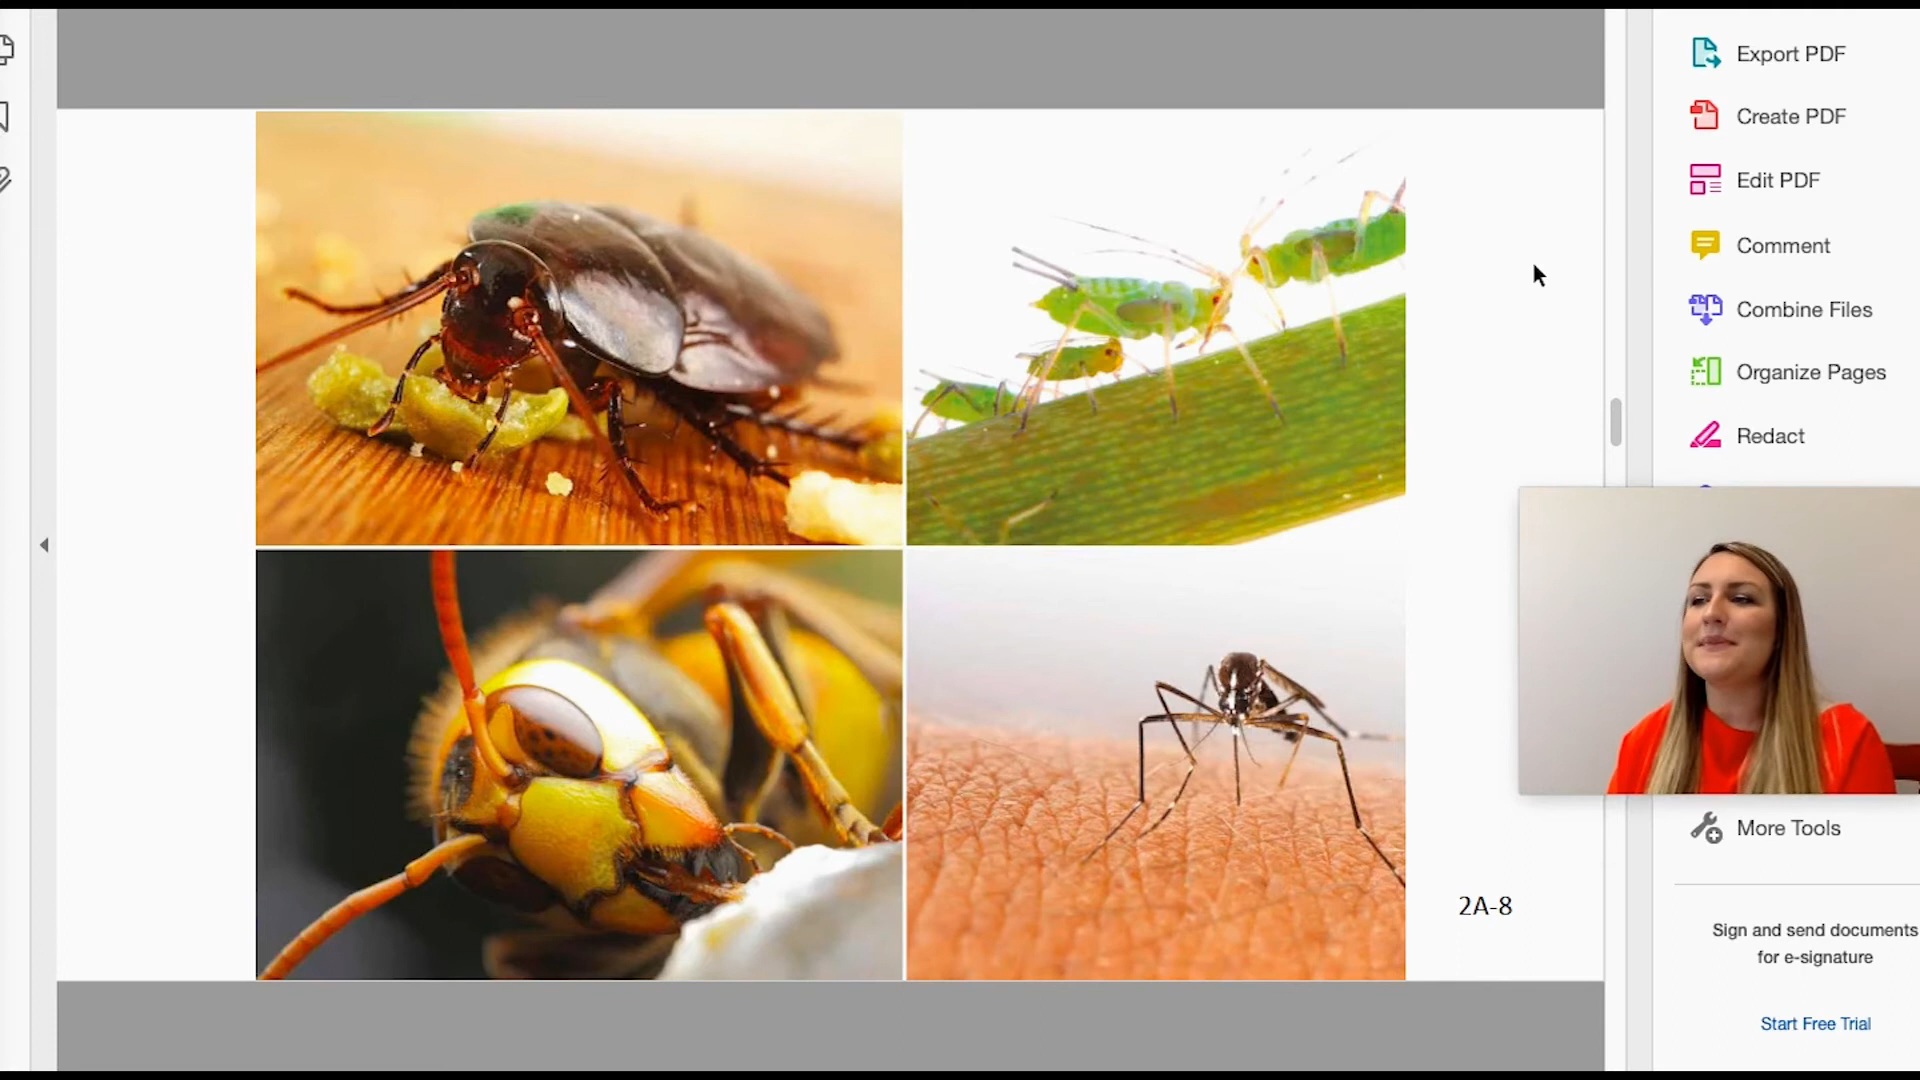 Export PDF
Create PDF
Edit PDF
Comment
Combine Files
Organize Pages
Redact
More Tools
2A-8
Sign and send documents
for e-signature
Start Free Trial